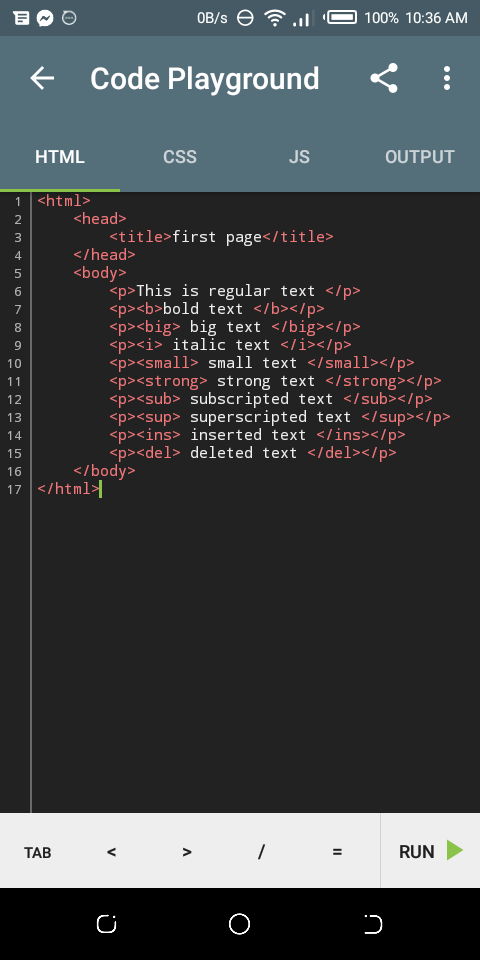 0B/s 100% 10:36 AM
Code Playground
HTML CSS JS OUTPUT
1 <html>
2     <head>
3         <title>first page</title>
4     </head>
5     <body>
6         <p>This is regular text </p>
7         <p><b>bold text </b></p>
8         <p><big> big text </big></p>
9         <p><i> italic text </i></p>
10         <p><small> small text </small></p>
11         <p><strong> strong text </strong></p>
12         <p><sub> subscripted text </sub></p>
13         <p><sup> superscripted text </sup></p>
14         <p><ins> inserted text </ins></p>
15         <p><del> deleted text </del></p>
16     </body>
17 </html>
TAB < > / = RUN